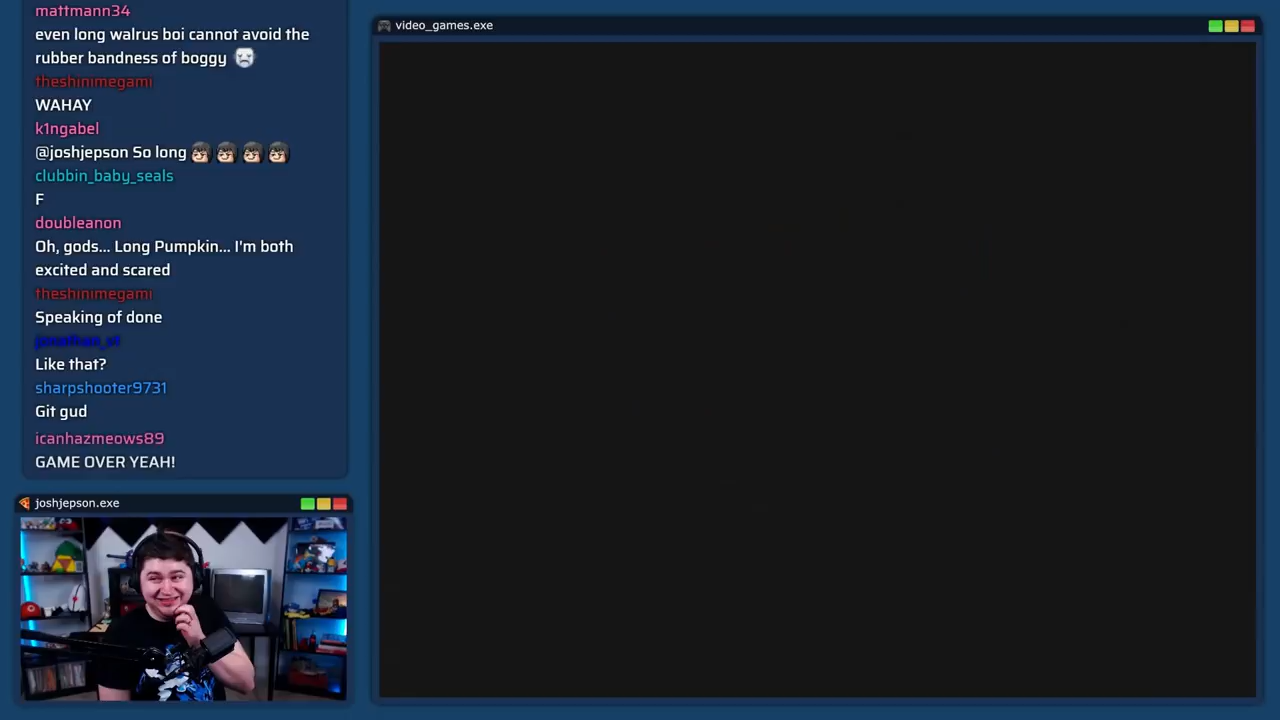 mattmann34
even long walrus boi cannot avoid the
rubber bandness of boggy
theshinimegami
WAHAY
k1ngabel
@joshjepson So long
clubbin_baby_seals
F
doubleanon
Oh, gods... Long Pumpkin... I'm both
excited and scared
theshinimegami
Speaking of done
Like that?
sharpshooter9731
Git gud
icanhazmeows89
GAME OVER YEAH!
joshjepson.exe
video_games.exe